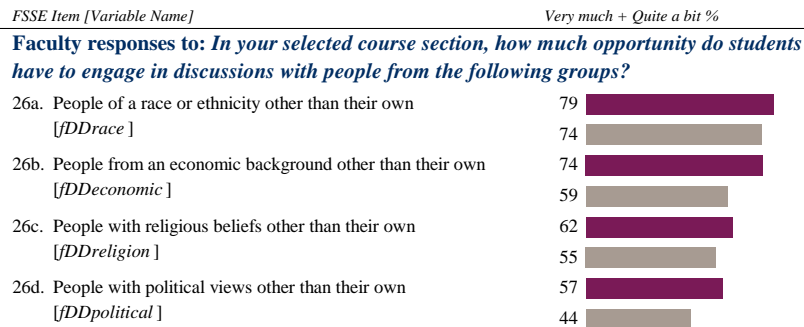 FSSE Item [Variable Name] Very much + Quite a bit %
Faculty responses to: In your selected course section, how much opportunity do students
have to engage in discussions with people from the following groups?
26a. People of a race or ethnicity other than their own 79
[fDDrace ] 74
26b. People from an economic background other than their own 74
[fDDeconomic ] 59
26c. People with religious beliefs other than their own 62
[fDDreligion ] 55
26d. People with political views other than their own 57
[fDDpolitical ] 44